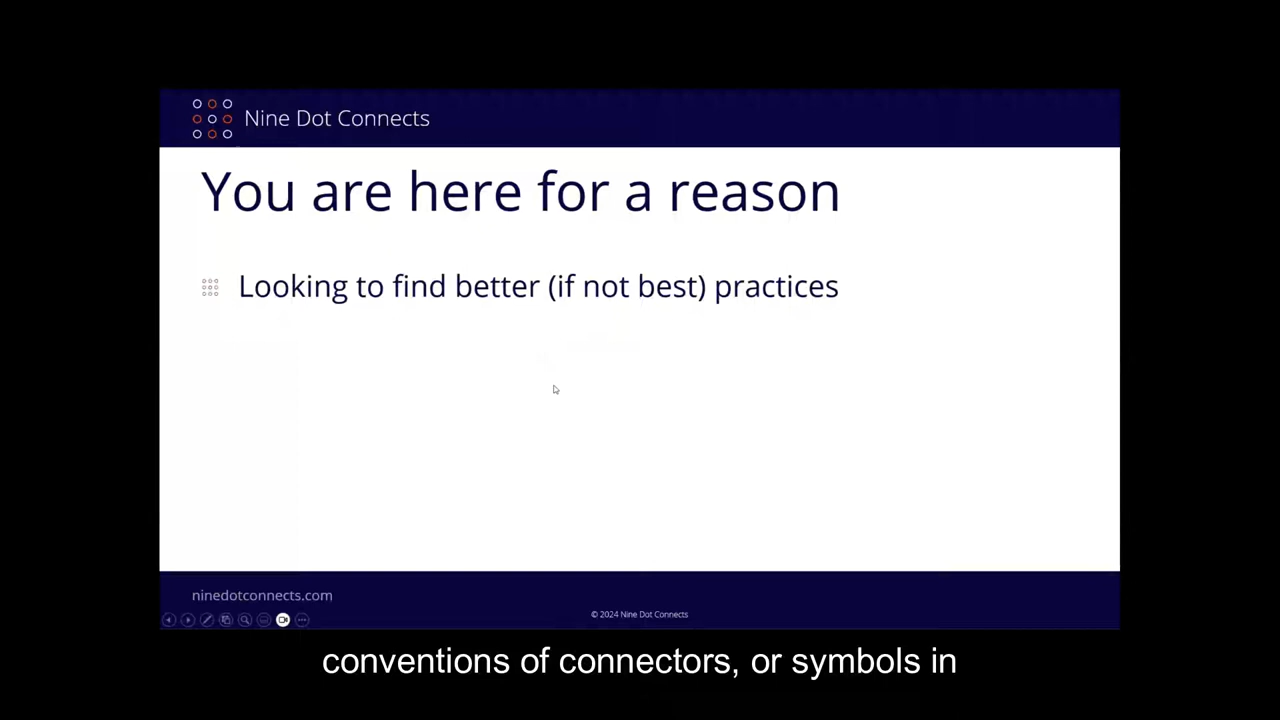 Nine Dot Connects
You are here for a reason
Looking to find better (if not best) practices
ninedotconnects.com
© 2024 Nine Dot Connects
conventions of connectors, or symbols in